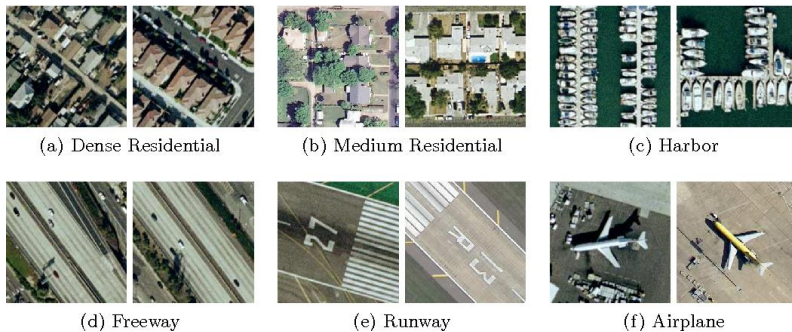 (a) Dense Residential
(b) Medium Residential
(c) Harbor
27
(d) Freeway
(e) Runway
(f) Airplane